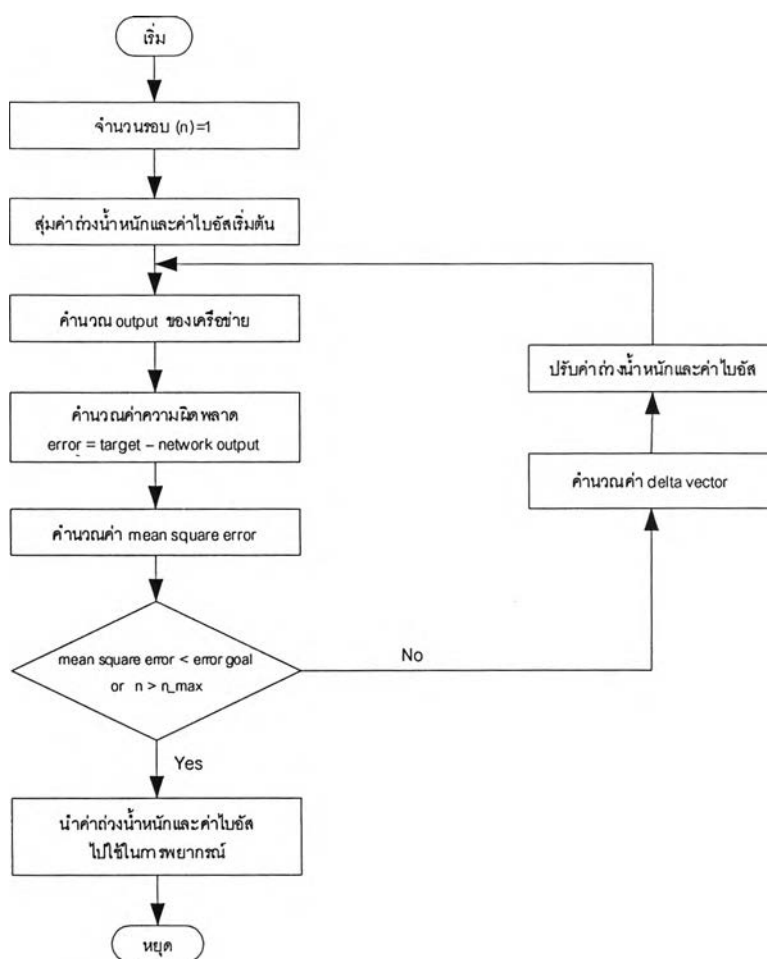 เริ่ม
จำนวนรอบ (n)=1
สุ่มค่าถ่วงน้ำหนักและค่าไบอัสเริ่มต้น
คำนวณ output ของเครือข่าย
คำนวณค่าความผิดพลาด
error = target – network output
คำนวณค่า mean square error
mean square error < error goal
or n > n_max
No
คำนวณค่า delta vector
ปรับค่าถ่วงน้ำหนักและค่าไบอัส
Yes
นำค่าถ่วงน้ำหนักและค่าไบอัส
ไปใช้ในการพยากรณ์
หยุด